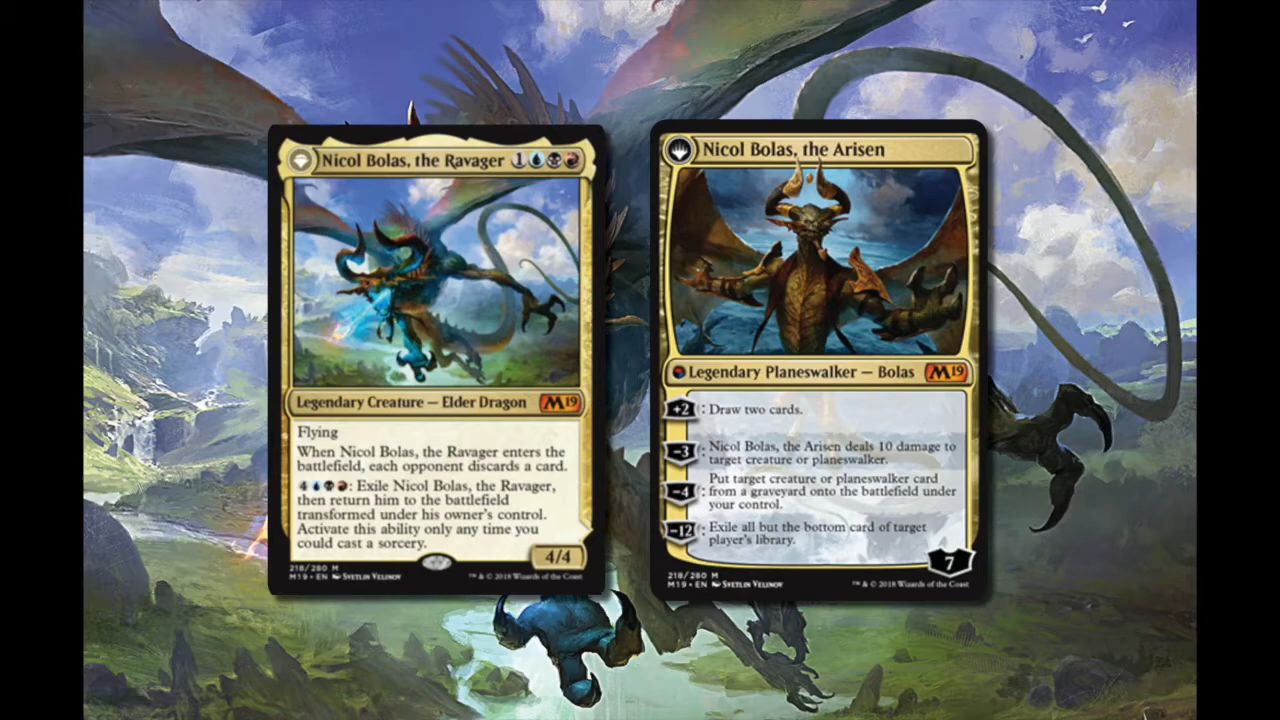 Nicol Bolas, the Ravager 1
M19
Legendary Creature — Elder Dragon
Flying
When Nicol Bolas, the Ravager enters the
battlefield, each opponent discards a card.
4 : Exile Nicol Bolas, the Ravager,
then return him to the battlefield
transformed under his owner's control.
Activate this ability only any time you
could cast a sorcery.
4/4
218/280 M
M19 • EN Svetlin Velinov
™ & © 2018 Wizards of the Coast
Nicol Bolas, the Arisen
Legendary Planeswalker — Bolas
M19
+2 : Draw two cards.
−3 : Nicol Bolas, the Arisen deals 10 damage to
target creature or planeswalker.
−4 : Put target creature or planeswalker card
from a graveyard onto the battlefield under
your control.
−12 : Exile all but the bottom card of target
player's library.
7
218/280 M
M19 • EN Svetlin Velinov
™ & © 2018 Wizards of the Coast